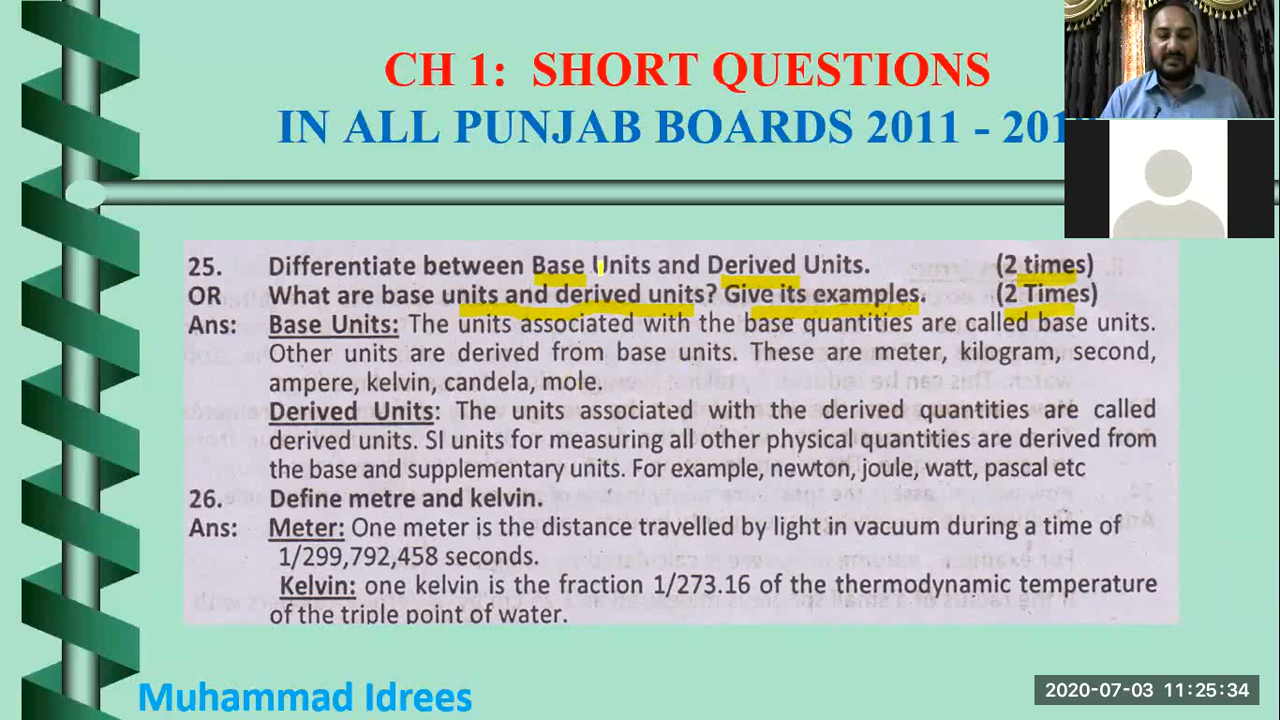 CH 1: SHORT QUESTIONS
IN ALL PUNJAB BOARDS 2011 - 201
25. Differentiate between Base Units and Derived Units. (2 times)
OR What are base units and derived units? Give its examples. (2 Times)
Ans: Base Units: The units associated with the base quantities are called base units.
Other units are derived from base units. These are meter, kilogram, second,
ampere, kelvin, candela, mole.
Derived Units: The units associated with the derived quantities are called
derived units. SI units for measuring all other physical quantities are derived from
the base and supplementary units. For example, newton, joule, watt, pascal etc
26. Define metre and kelvin.
Ans: Meter: One meter is the distance travelled by light in vacuum during a time of
1/299,792,458 seconds.
Kelvin: one kelvin is the fraction 1/273.16 of the thermodynamic temperature
of the triple point of water.
Muhammad Idrees
2020-07-03 11:25:34